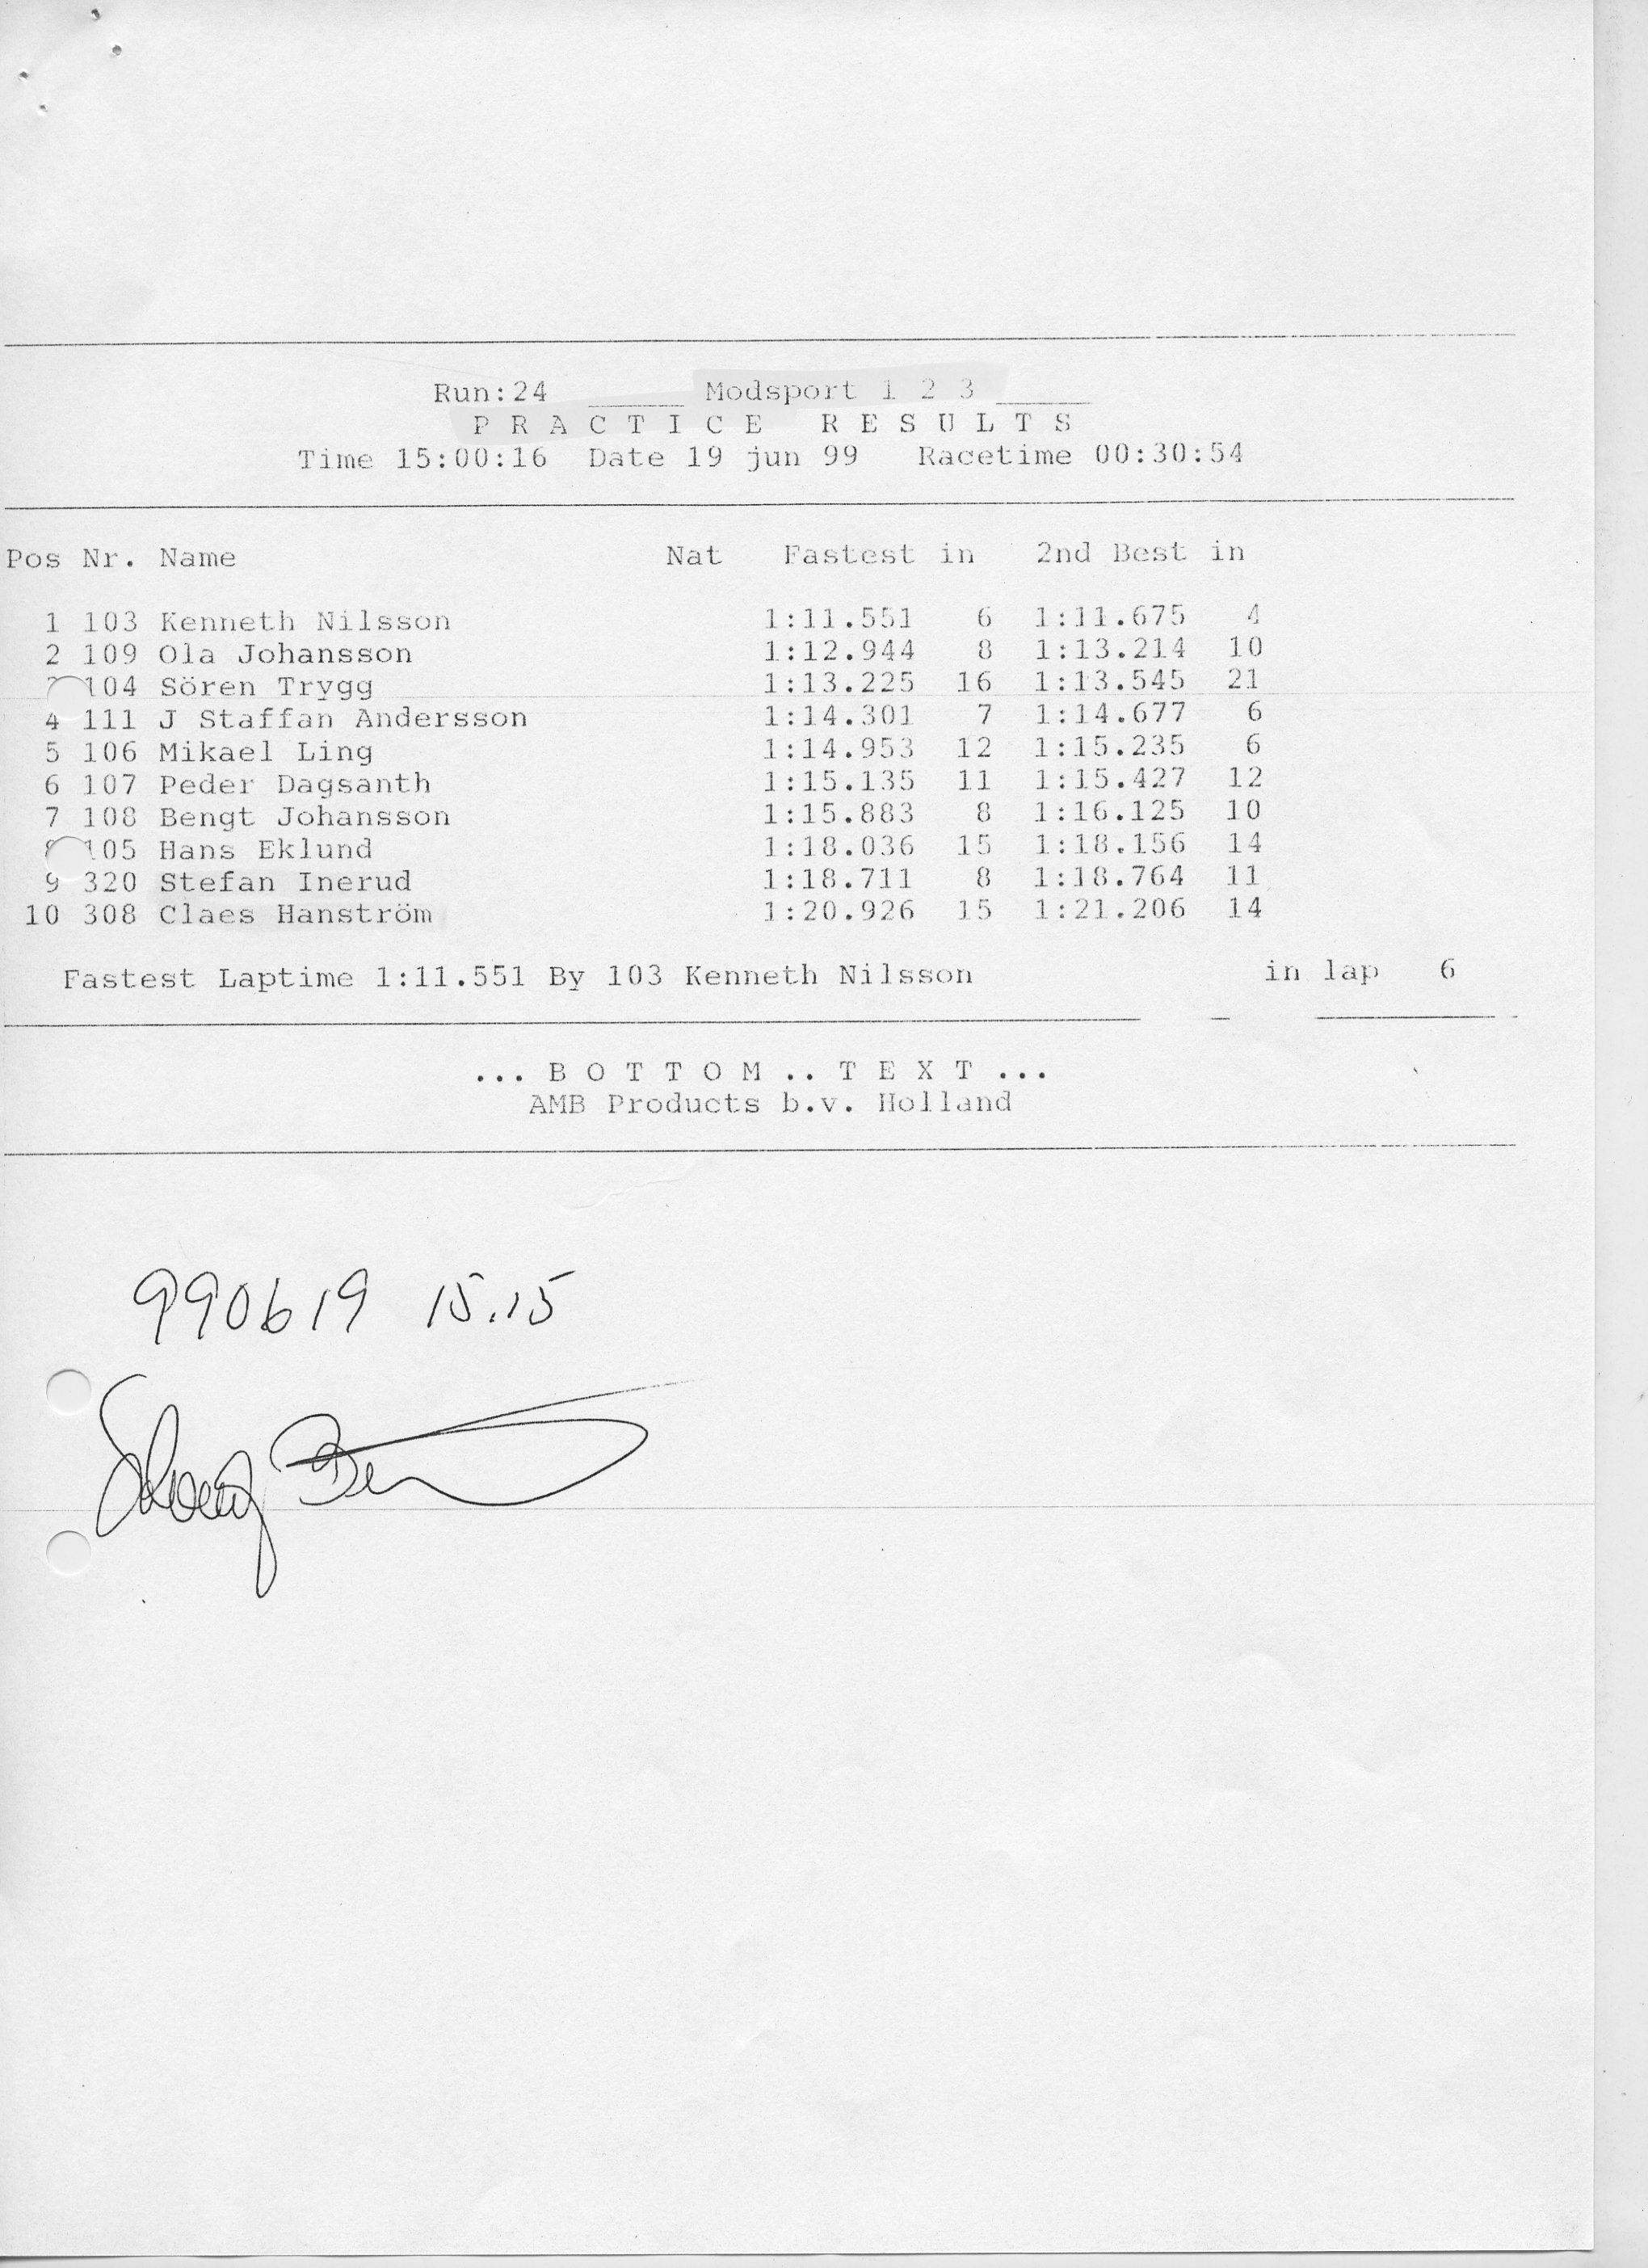 Run:24 _____ Modsport 1 2 3 _____
P R A C T I C E   R E S U L T S
Time 15:00:16  Date 19 jun 99   Racetime 00:30:54
Pos Nr. Name Nat Fastest in 2nd Best in
1 103 Kenneth Nilsson 1:11.551 6 1:11.675 4
2 109 Ola Johansson 1:12.944 8 1:13.214 10
104 Sören Trygg 1:13.225 16 1:13.545 21
4 111 J Staffan Andersson 1:14.301 7 1:14.677 6
5 106 Mikael Ling 1:14.953 12 1:15.235 6
6 107 Peder Dagsanth 1:15.135 11 1:15.427 12
7 108 Bengt Johansson 1:15.883 8 1:16.125 10
105 Hans Eklund 1:18.036 15 1:18.156 14
9 320 Stefan Inerud 1:18.711 8 1:18.764 11
10 308 Claes Hanström 1:20.926 15 1:21.206 14
Fastest Laptime 1:11.551 By 103 Kenneth Nilsson in lap 6
... B O T T O M .. T E X T ...
AMB Products b.v. Holland
990619 15.15